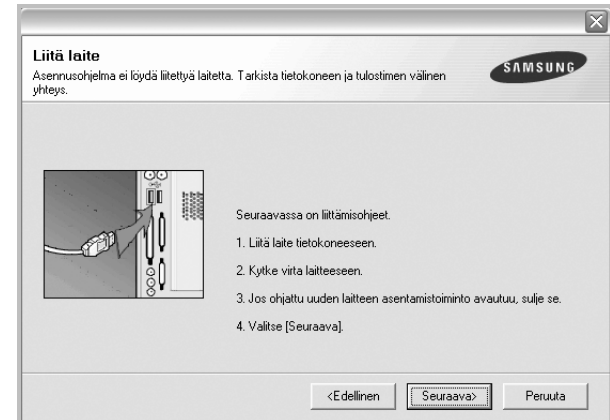 Liitä laite
Asennusohjelma ei löydä liitettyä laitetta. Tarkista tietokoneen ja tulostimen välinen
yhteys.
SAMSUNG
Seuraavassa on liittämisohjeet.
1. Liitä laite tietokoneeseen.
2. Kytke virta laitteeseen.
3. Jos ohjattu uuden laitteen asentamistoiminto avautuu, sulje se.
4. Valitse [Seuraava].
<Edellinen
Seuraava>
Peruuta